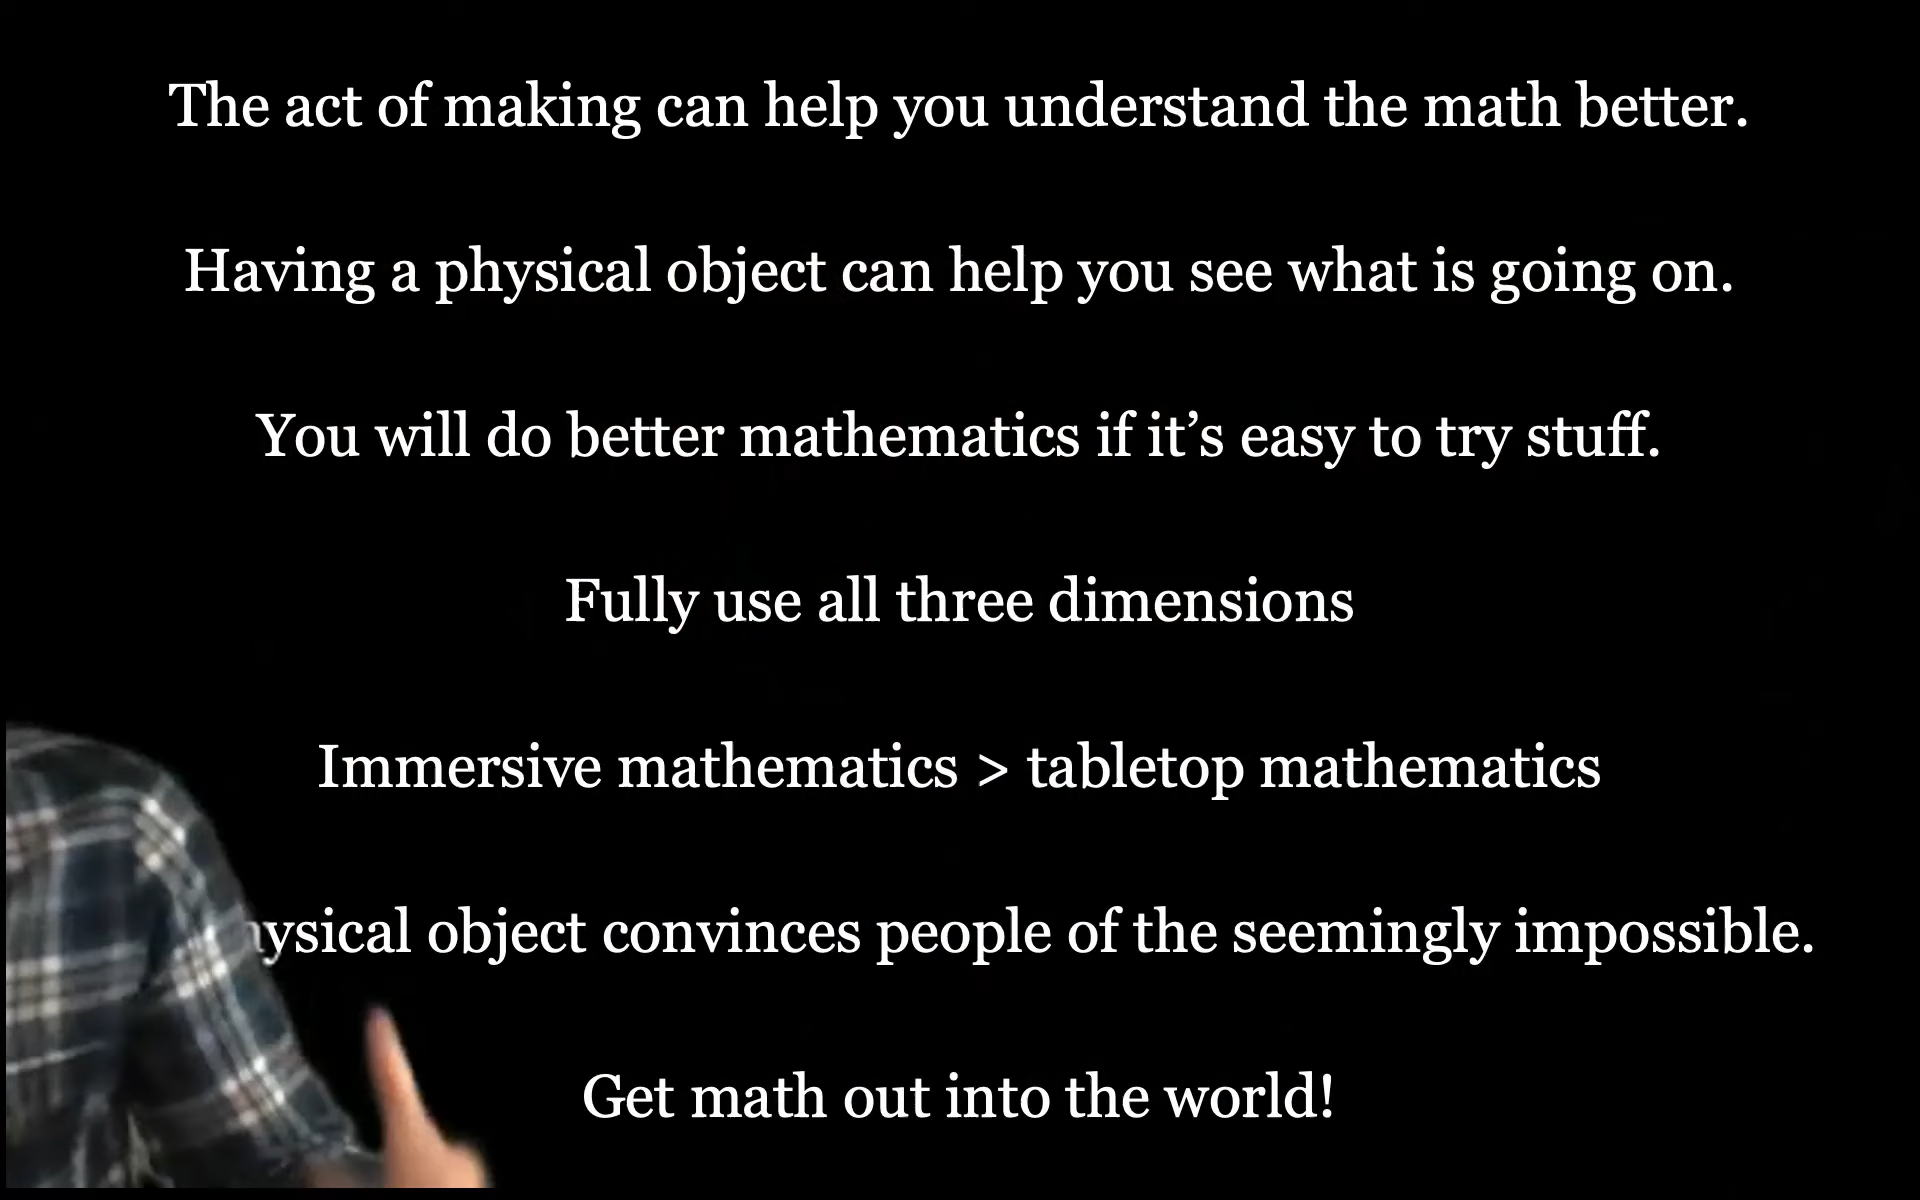 The act of making can help you understand the math better.
Having a physical object can help you see what is going on.
You will do better mathematics if it’s easy to try stuff.
Fully use all three dimensions
Immersive mathematics > tabletop mathematics
object convinces people of the seemingly impossible.
Get math out into the world!